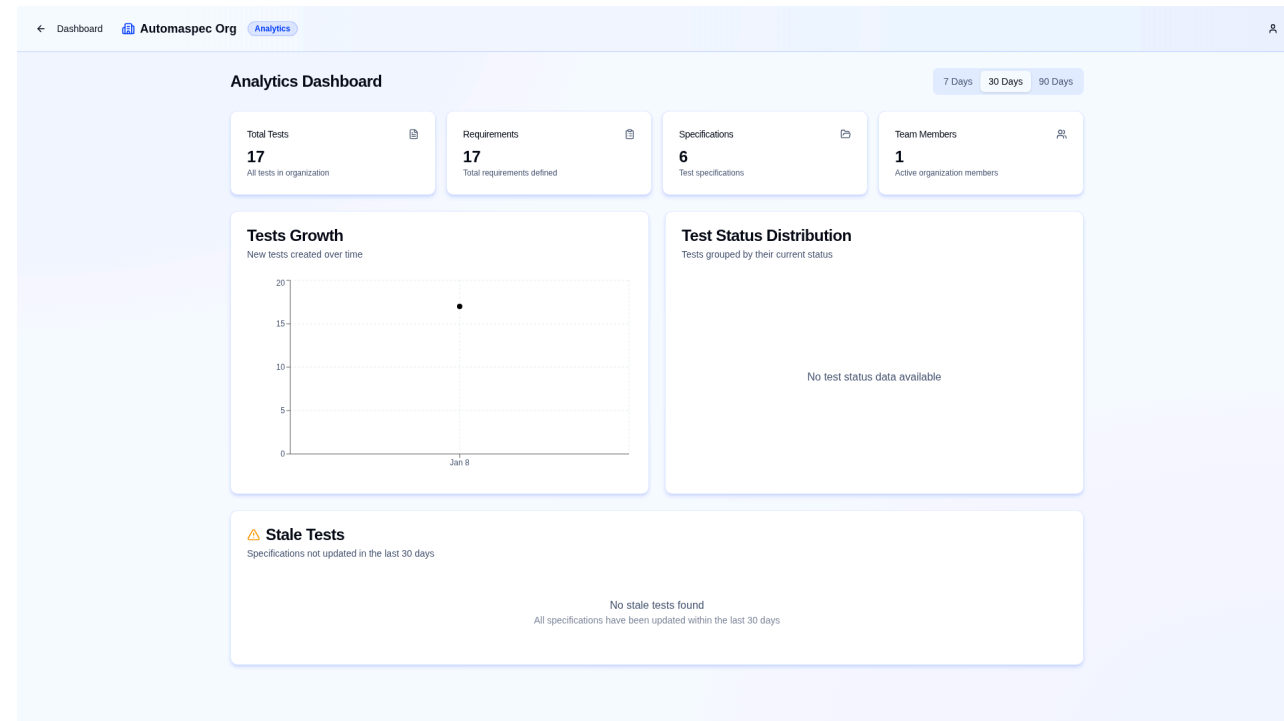 Dashboard
Automaspec Org
Analytics
Analytics Dashboard
7 Days
30 Days
90 Days
Total Tests
17
All tests in organization
Requirements
17
Total requirements defined
Specifications
6
Test specifications
Team Members
1
Active organization members
Tests Growth
New tests created over time
20
15
10
5
0
Jan 8
Test Status Distribution
Tests grouped by their current status
No test status data available
Stale Tests
Specifications not updated in the last 30 days
No stale tests found
All specifications have been updated within the last 30 days